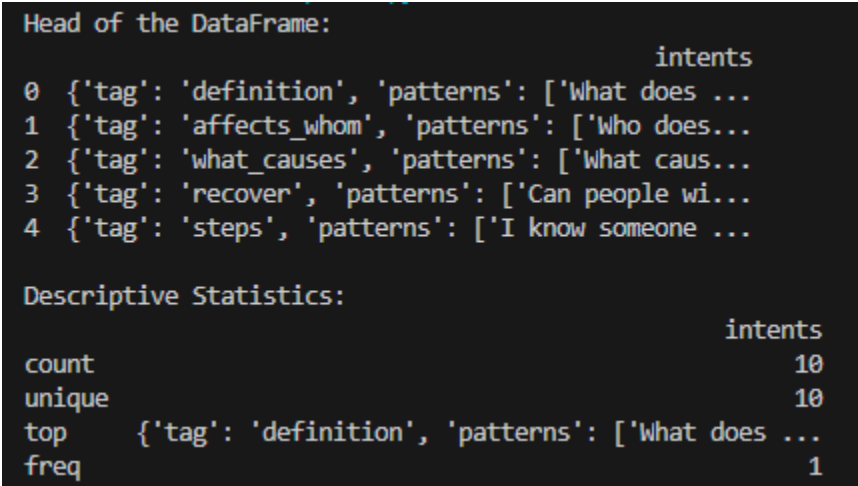 Head of the DataFrame:
intents
0 {'tag': 'definition', 'patterns': ['What does ...
1 {'tag': 'affects_whom', 'patterns': ['Who does...
2 {'tag': 'what_causes', 'patterns': ['What caus...
3 {'tag': 'recover', 'patterns': ['Can people wi...
4 {'tag': 'steps', 'patterns': ['I know someone ...
Descriptive Statistics:
intents
count 10
unique 10
top {'tag': 'definition', 'patterns': ['What does ...
freq 1